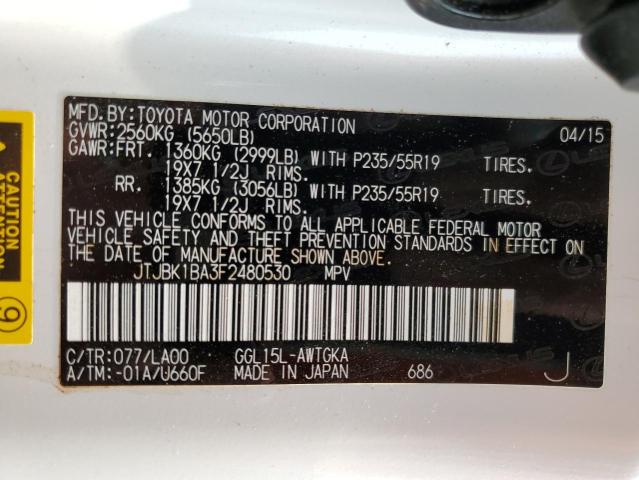 MFD.BY:TOYOTA MOTOR CORPORATION 04/15
GVWR:2560KG (5650LB)
GAWR:FRT. 1360KG (2999LB) WITH P235/55R19 TIRES.
19X7 1/2J RIMS.
RR. 1385KG (3056LB) WITH P235/55R19 TIRES.
19X7 1/2J RIMS.
THIS VEHICLE CONFORMS TO ALL APPLICABLE FEDERAL MOTOR
VEHICLE SAFETY AND THEFT PREVENTION STANDARDS IN EFFECT ON
THE DATE OF MANUFACTURE SHOWN ABOVE.
JTJBK1BA3F2480530 MPV
C/TR:077/LA00 GGL15L-AWTGKA
A/TM:-01A/U660F MADE IN JAPAN 686 J
CAUTION
ATTENTION
9
LEXUS